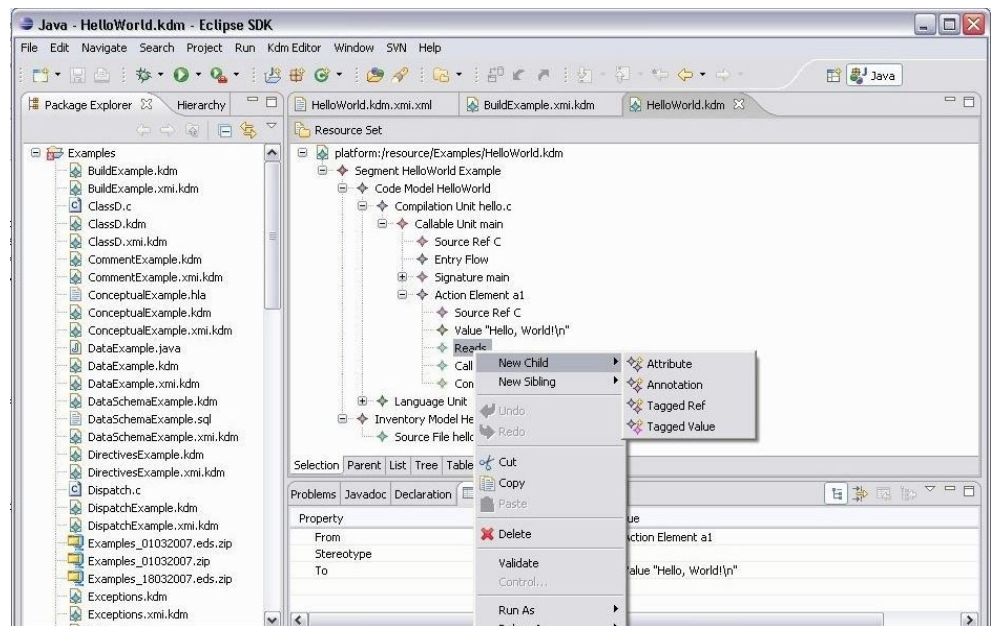 Java - HelloWorld.kdm - Eclipse SDK
File Edit Navigate Search Project Run Kdm Editor Window SVN Help
Java
Package Explorer Hierarchy
HelloWorld.kdm.xmi.xml BuildExample.xmi.kdm HelloWorld.kdm
Resource Set
Examples
BuildExample.kdm
BuildExample.xmi.kdm
ClassD.c
ClassD.kdm
ClassD.xmi.kdm
CommentExample.kdm
CommentExample.xmi.kdm
ConceptualExample.hla
ConceptualExample.kdm
ConceptualExample.xmi.kdm
DataExample.java
DataExample.kdm
DataExample.xmi.kdm
DataSchemaExample.kdm
DataSchemaExample.sql
DataSchemaExample.xmi.kdm
DirectivesExample.kdm
DirectivesExample.xmi.kdm
Dispatch.c
DispatchExample.kdm
DispatchExample.xmi.kdm
Examples_01032007.eds.zip
Examples_01032007.zip
Examples_18032007.eds.zip
Exceptions.kdm
Exceptions.xmi.kdm
platform:/resource/Examples/HelloWorld.kdm
Segment HelloWorld Example
Code Model HelloWorld
Compilation Unit hello.c
Callable Unit main
Source Ref C
Entry Flow
Signature main
Action Element a1
Source Ref C
Value "Hello, World!\n"
Reads
Call
Con
Language Unit
Inventory Model He
Source File hello
New Child
New Sibling
Undo
Redo
Cut
Copy
Paste
Delete
Validate
Control...
Run As
Attribute
Annotation
Tagged Ref
Tagged Value
Selection Parent List Tree Table
Problems Javadoc Declaration
Property
From Action Element a1
Stereotype
To Value "Hello, World!\n"